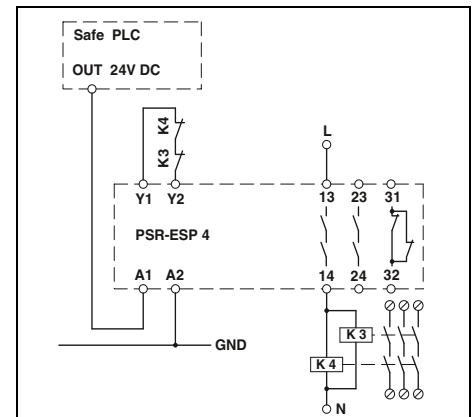 Safe PLC
OUT 24V DC
K4
K3
L
Y1 Y2
13 23 31
PSR-ESP 4
A1 A2
14 24 32
GND
K 3
K 4
N